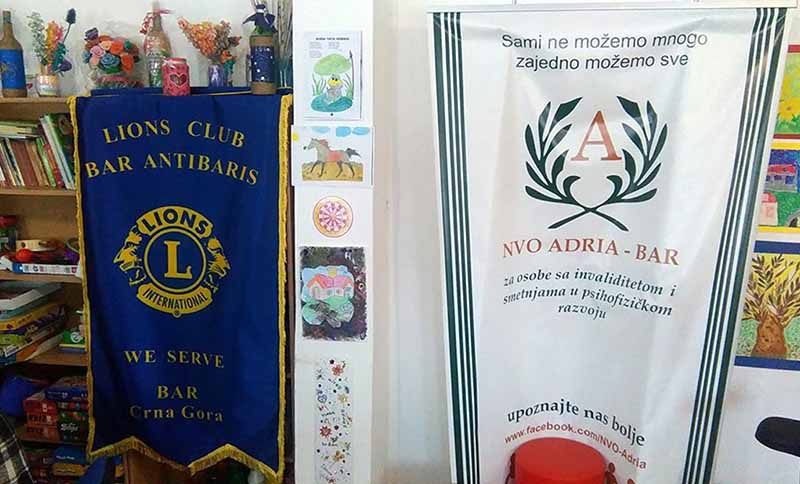 LIONS CLUB
BAR ANTIBARIS
LIONS
L
INTERNATIONAL
®
WE SERVE
BAR
Crna Gora
Sami ne možemo mnogo
zajedno možemo sve
A
NVO ADRIA - BAR
za osobe sa invaliditetom i
smetnjama u psihofizičkom
razvoju
upoznajte nas bolje
www.facebook.com/NVO-Adria